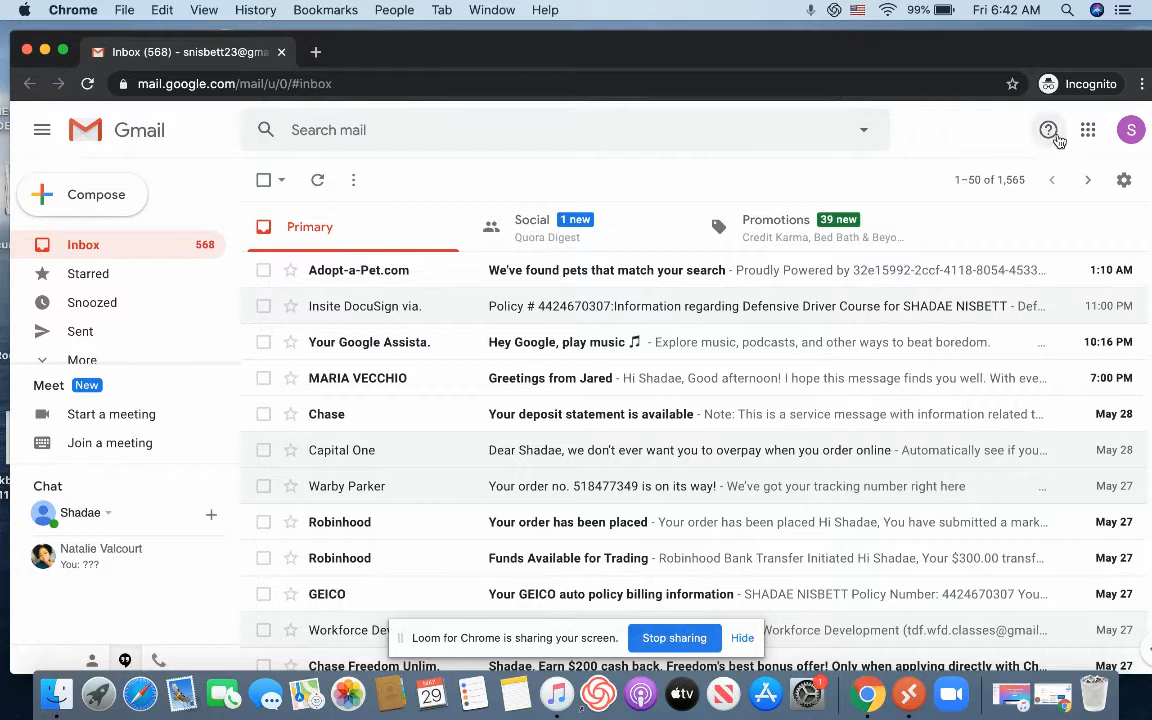 Chrome File Edit View History Bookmarks People Tab Window Help 99% Fri 6:42 AM
Inbox (568) - snisbett23@gma
mail.google.com/mail/u/0/#inbox Incognito
Gmail Search mail S
Compose 1–50 of 1,565
Primary Social 1 new Promotions 39 new
Quora Digest Credit Karma, Bed Bath & Beyo...
Inbox 568
Starred
Snoozed
Sent
More
Meet New
Start a meeting
Join a meeting
Chat
Shadae
Natalie Valcourt
You: ???
Adopt-a-Pet.com We've found pets that match your search - Proudly Powered by 32e15992-2ccf-4118-8054-4533... 1:10 AM
Insite DocuSign via. Policy # 4424670307:Information regarding Defensive Driver Course for SHADAE NISBETT - Def... 11:00 PM
Your Google Assista. Hey Google, play music 🎵 - Explore music, podcasts, and other ways to beat boredom. ... 10:16 PM
MARIA VECCHIO Greetings from Jared - Hi Shadae, Good afternoon! I hope this message finds you well. With eve... 7:00 PM
Chase Your deposit statement is available - Note: This is a service message with information related t... May 28
Capital One Dear Shadae, we don't ever want you to overpay when you order online - Automatically see if you... May 28
Warby Parker Your order no. 518477349 is on its way! - We've got your tracking number right here ... May 27
Robinhood Your order has been placed - Your order has been placed Hi Shadae, You have submitted a mark... May 27
Robinhood Funds Available for Trading - Robinhood Bank Transfer Initiated Hi Shadae, Your $300.00 transf... May 27
GEICO Your GEICO auto policy billing information - SHADAE NISBETT Policy Number: 4424670307 You... May 27
Workforce De Workforce Development (tdf.wfd.classes@gmail... May 27
Loom for Chrome is sharing your screen. Stop sharing Hide
Chase Freedom Unlim. Shadae, Earn $200 cash back. Freedom's best bonus offer! Only when applying directly with Ch... May 27
MAY
29
tv
1